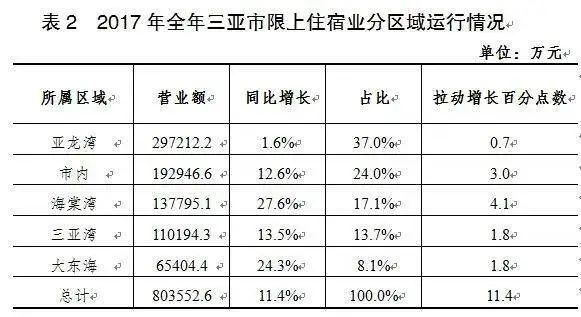 表 2 2017 年全年三亚市限上住宿业分区域运行情况
单位：万元
所属区域 营业额 同比增长 占比 拉动增长百分点数
亚龙湾 297212.2 1.6% 37.0% 0.7
市内 192946.6 12.6% 24.0% 3.0
海棠湾 137795.1 27.6% 17.1% 4.1
三亚湾 110194.3 13.5% 13.7% 1.8
大东海 65404.4 24.3% 8.1% 1.8
总计 803552.6 11.4% 100.0% 11.4